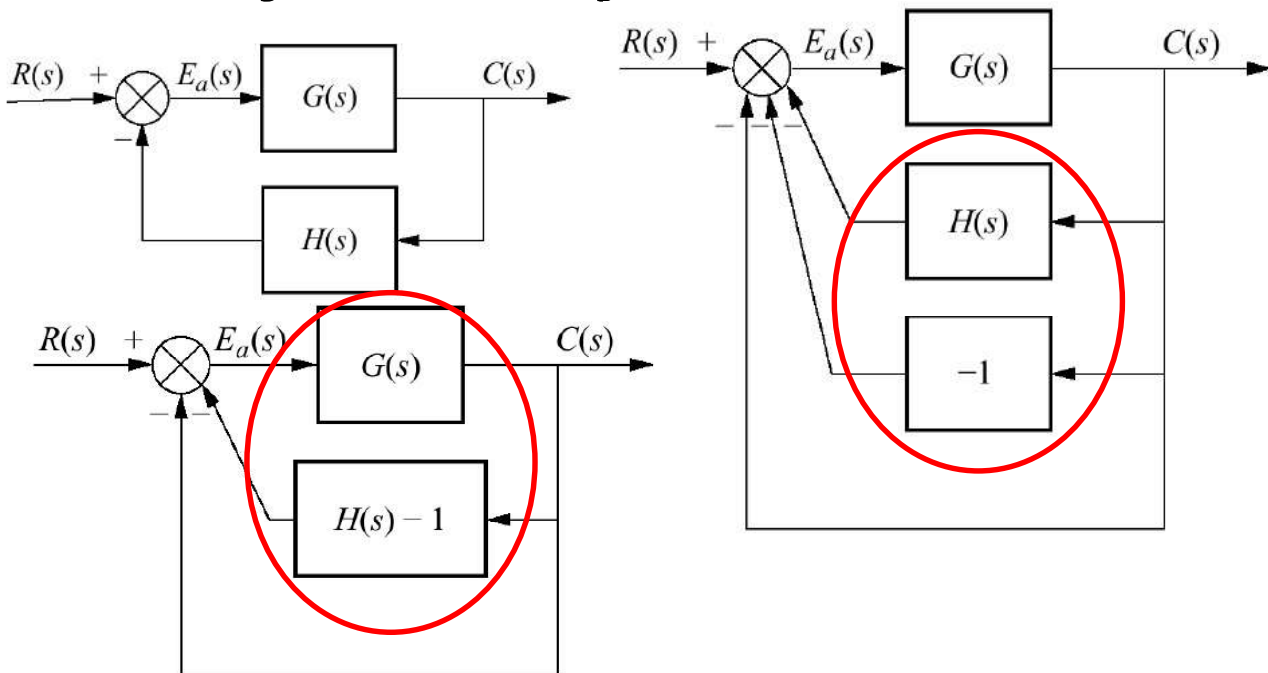 R(s) + E_a(s) G(s) C(s)
−
H(s)
R(s) + E_a(s) G(s) C(s)
− − −
H(s)
−1
R(s) + E_a(s) G(s) C(s)
− −
H(s) − 1